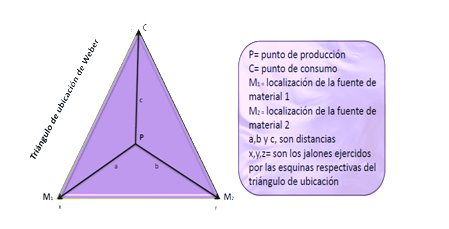 Triángulo de ubicación de Weber
C
c
P
a
b
M₁
M₂
x
P= punto de producción
C= punto de consumo
M₁ = localización de la fuente de
material 1
M₂ = localización de la fuente de
material 2
a,b y c, son distancias
x,y,z= son los jalones ejercidos
por las esquinas respectivas del
triángulo de ubicación